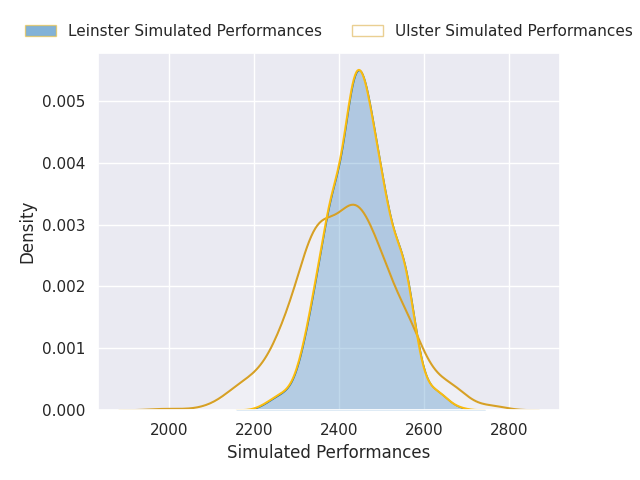 Leinster Simulated Performances Ulster Simulated Performances
0.005
0.004
0.003
0.002
0.001
0.000
Density
2000 2200 2400 2600 2800
Simulated Performances